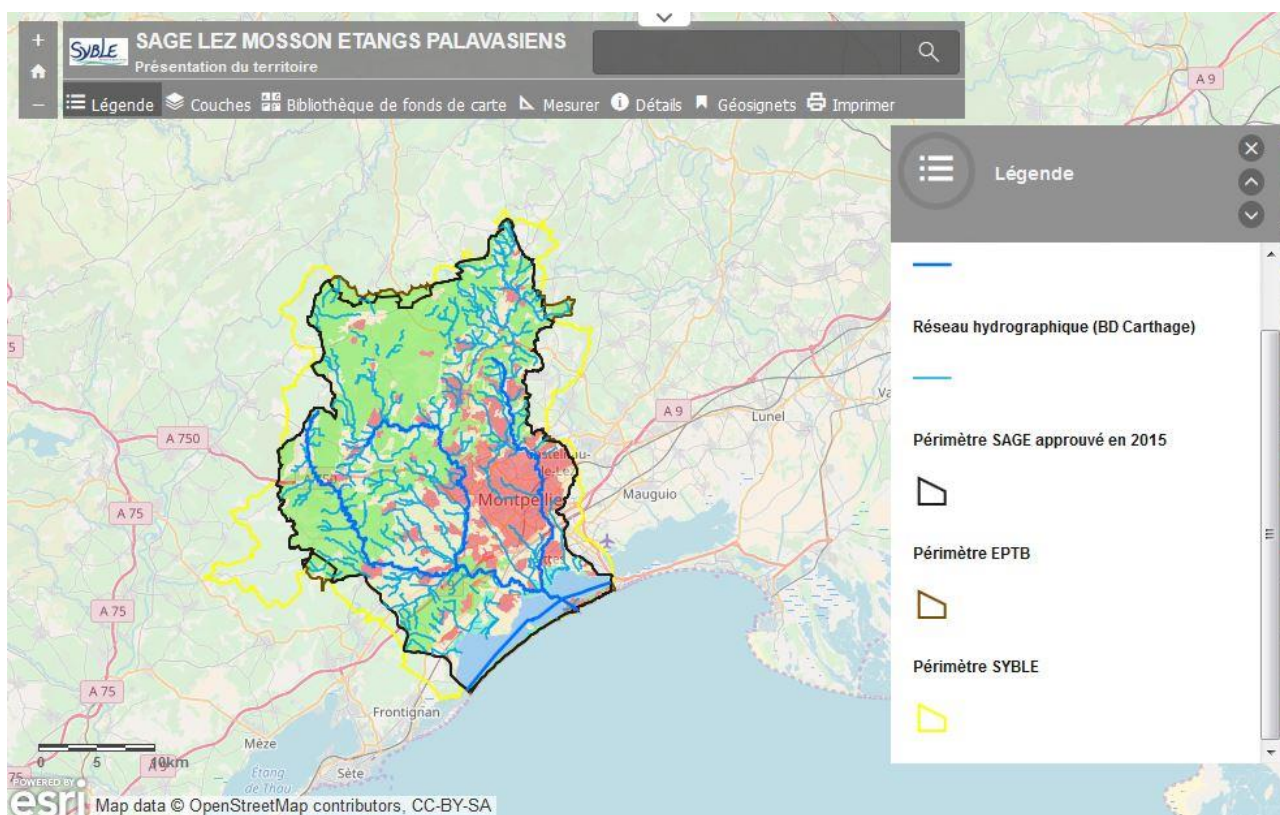 +
SYBLE
SAGE LEZ MOSSON ETANGS PALAVASIENS
Présentation du territoire
−
Légende
Couches
Bibliothèque de fonds de carte
Mesurer
Détails
Géosignets
Imprimer
A 9
Légende
Réseau hydrographique (BD Carthage)
Périmètre SAGE approuvé en 2015
Périmètre EPTB
Périmètre SYBLE
5
A 9
Lunel
A 750
Montpellier
Mauguio
A 75
A 75
A 75
Frontignan
Mèze
Sète
Etang
de Thau
0 5 10km
75
A 9
POWERED BY
esri
Map data © OpenStreetMap contributors, CC-BY-SA